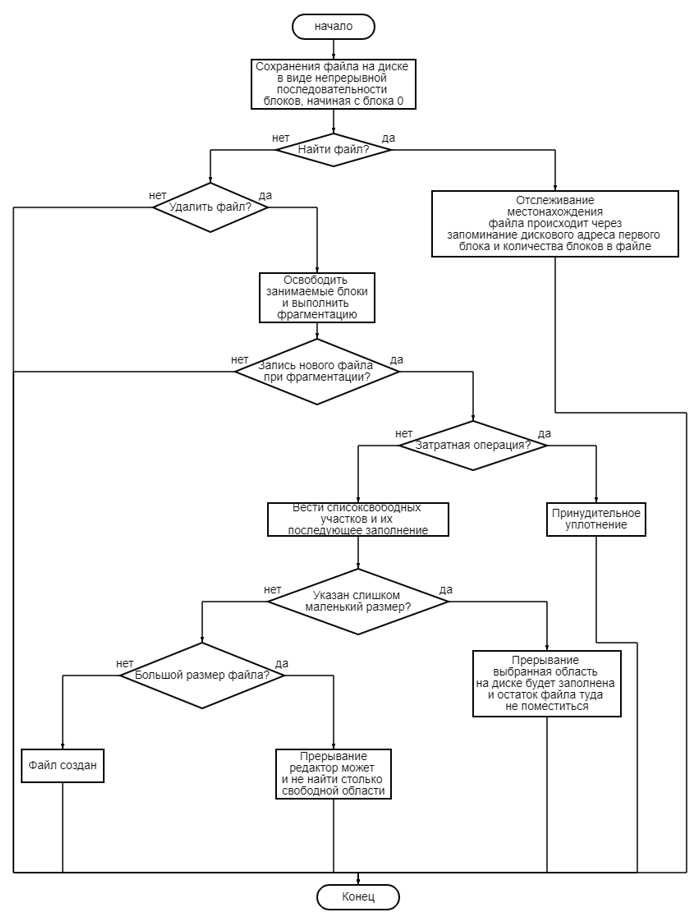 начало
Сохранения файла на диске
в виде непрерывной
последовательности
блоков, начиная с блока 0
нет
Найти файл?
да
нет
Удалить файл?
да
Отслеживание
местонахождения
файла происходит через
запоминание дискового адреса первого
блока и количества блоков в файле
Освободить
занимаемые блоки
и выполнить
фрагментацию
нет
Запись нового файла
при фрагментации?
да
нет
Затратная операция?
да
Вести списоксвободных
участков и их
последующее заполнение
Принудительное
уплотнение
нет
Указан слишком
маленький размер?
да
нет
Большой размер файла?
да
Прерывание
выбранная область
на диске будет заполнена
и остаток файла туда
не поместиться
Файл создан
Прерывание
редактор может
и не найти столько
свободной области
Конец